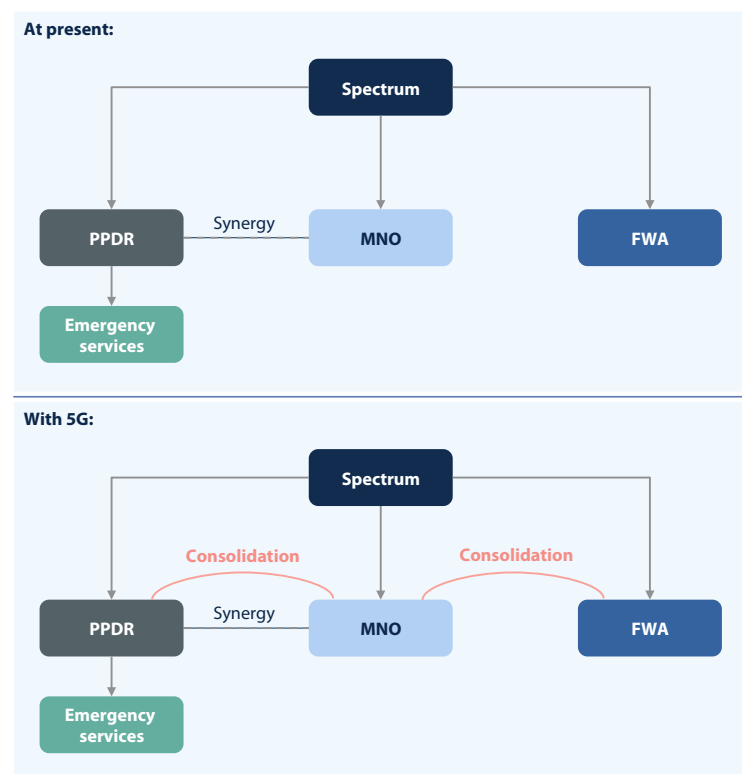 At present:
Spectrum
PPDR
Synergy
MNO
FWA
Emergency
services
With 5G:
Spectrum
Consolidation
Consolidation
PPDR
Synergy
MNO
FWA
Emergency
services